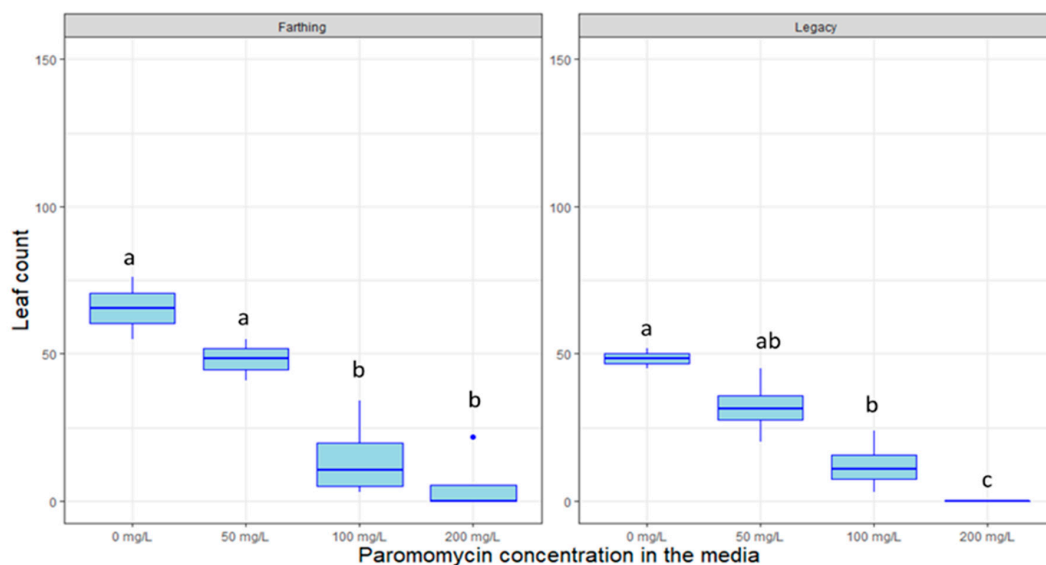 Farthing
Legacy
150
100
50
0
a
a
b
b
150
100
50
0
a
ab
b
c
Leaf count
0 mg/L
50 mg/L
100 mg/L
200 mg/L
0 mg/L
50 mg/L
100 mg/L
200 mg/L
Paromomycin concentration in the media